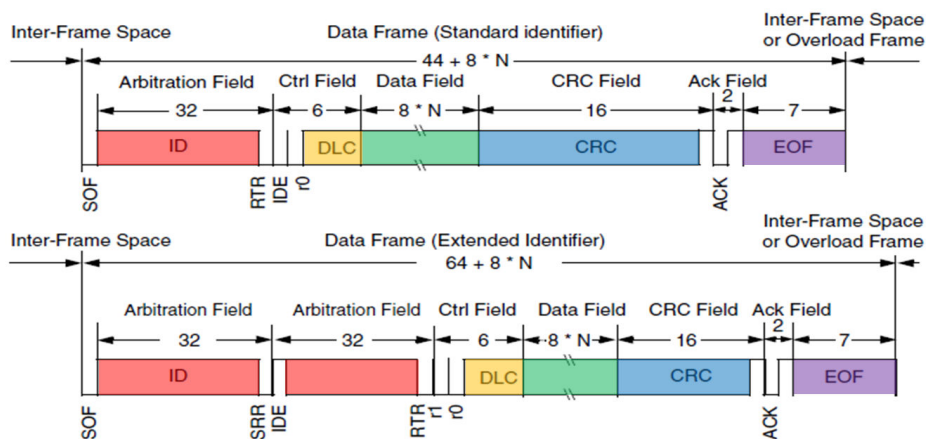 Inter-Frame Space Data Frame (Standard identifier) Inter-Frame Space
or Overload Frame
44 + 8 * N
Arbitration Field Ctrl Field Data Field CRC Field Ack Field
32 6 8 * N 16 2 7
ID DLC CRC EOF
SOF RTR IDE r0 ACK
Inter-Frame Space Data Frame (Extended Identifier) Inter-Frame Space
or Overload Frame
64 + 8 * N
Arbitration Field Arbitration Field Ctrl Field Data Field CRC Field Ack Field
32 32 6 8 * N 16 2 7
ID DLC CRC EOF
SOF SRR IDE RTR r1 r0 ACK